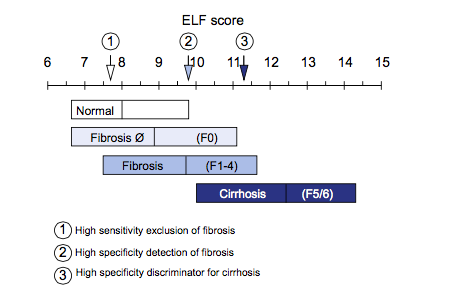 ELF score
1 2 3
6 7 8 9 10 11 12 13 14 15
Normal
Fibrosis Ø (F0)
Fibrosis (F1-4)
Cirrhosis (F5/6)
1 High sensitivity exclusion of fibrosis
2 High specificity detection of fibrosis
3 High specificity discriminator for cirrhosis